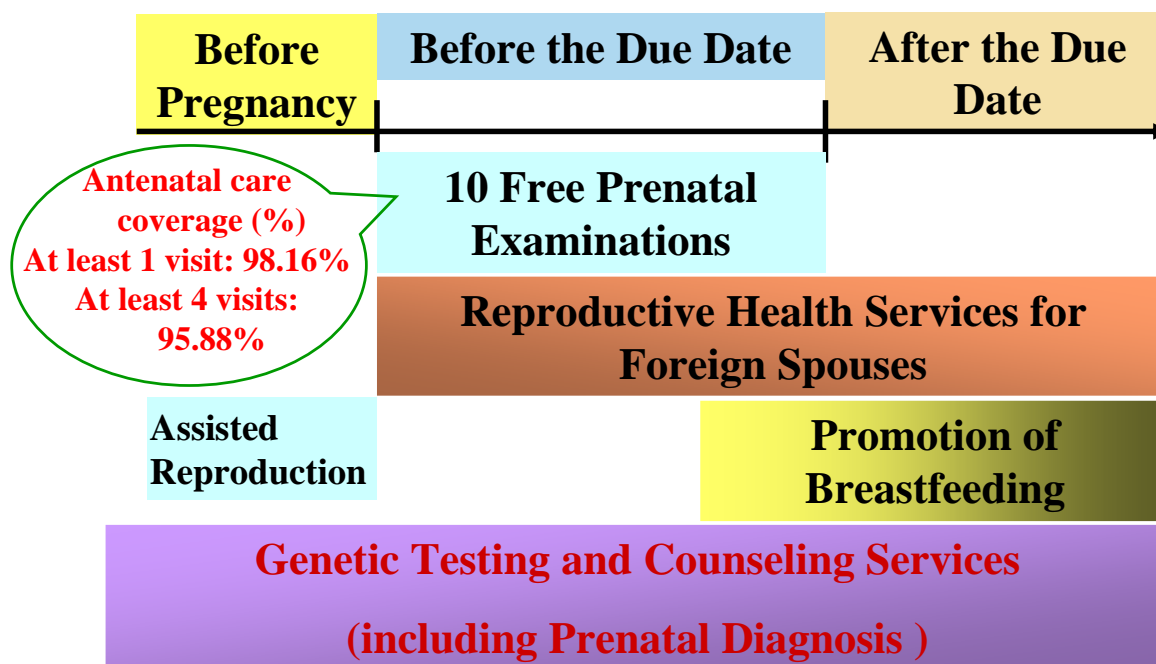 Before
Pregnancy
Before the Due Date
After the Due
Date
Antenatal care
coverage (%)
At least 1 visit: 98.16%
At least 4 visits:
95.88%
10 Free Prenatal
Examinations
Reproductive Health Services for
Foreign Spouses
Assisted
Reproduction
Promotion of
Breastfeeding
Genetic Testing and Counseling Services
(including Prenatal Diagnosis )